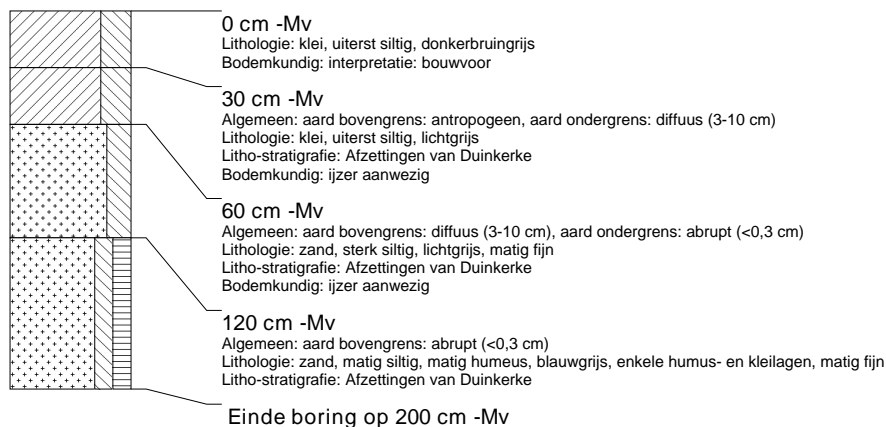 0 cm -Mv
Lithologie: klei, uiterst siltig, donkerbruingrijs
Bodemkundig: interpretatie: bouwvoor
30 cm -Mv
Algemeen: aard bovengrens: antropogeen, aard ondergrens: diffuus (3-10 cm)
Lithologie: klei, uiterst siltig, lichtgrijs
Litho-stratigrafie: Afzettingen van Duinkerke
Bodemkundig: ijzer aanwezig
60 cm -Mv
Algemeen: aard bovengrens: diffuus (3-10 cm), aard ondergrens: abrupt (<0,3 cm)
Lithologie: zand, sterk siltig, lichtgrijs, matig fijn
Litho-stratigrafie: Afzettingen van Duinkerke
Bodemkundig: ijzer aanwezig
120 cm -Mv
Algemeen: aard bovengrens: abrupt (<0,3 cm)
Lithologie: zand, matig siltig, matig humeus, blauwgrijs, enkele humus- en kleilagen, matig fijn
Litho-stratigrafie: Afzettingen van Duinkerke
Einde boring op 200 cm -Mv